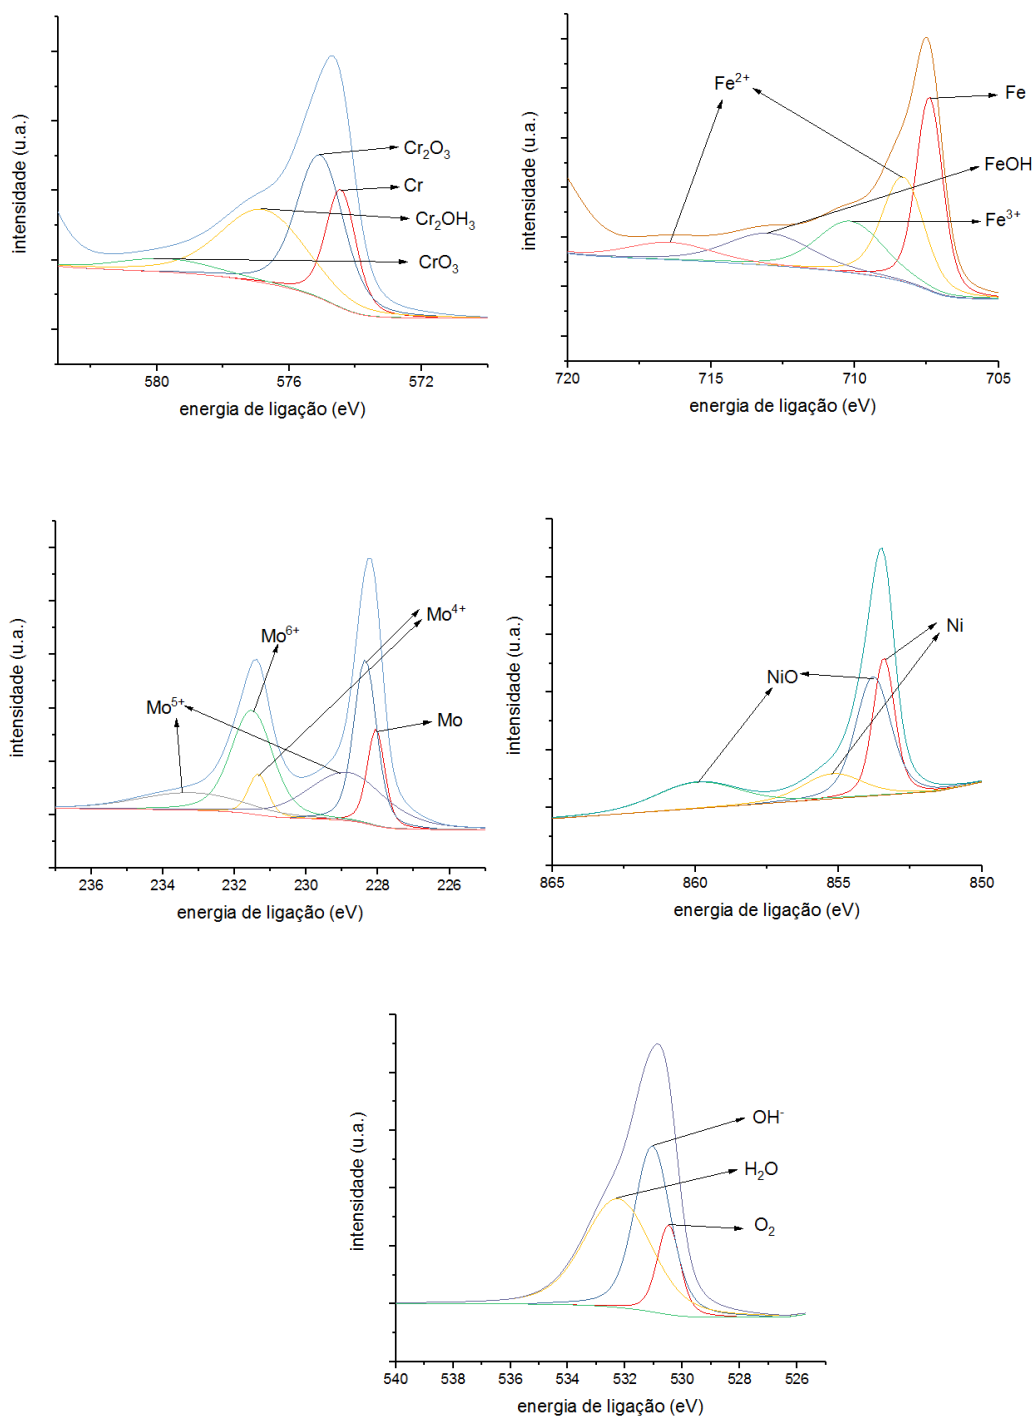 intensidade (u.a.)
Cr2O3
Cr
Cr2OH3
CrO3
580 576 572
energia de ligação (eV)
intensidade (u.a.)
Fe2+
Fe
FeOH
Fe3+
720 715 710 705
energia de ligação (eV)
intensidade (u.a.)
Mo4+
Mo6+
Mo5+
Mo
236 234 231 230 228 226
energia de ligação (eV)
intensidade (u.a.)
Ni
NiO
865 860 855 850
energia de ligação (eV)
intensidade (u.a.)
OH-
H2O
O2
540 538 536 534 532 530 528 526
energia de ligação (eV)